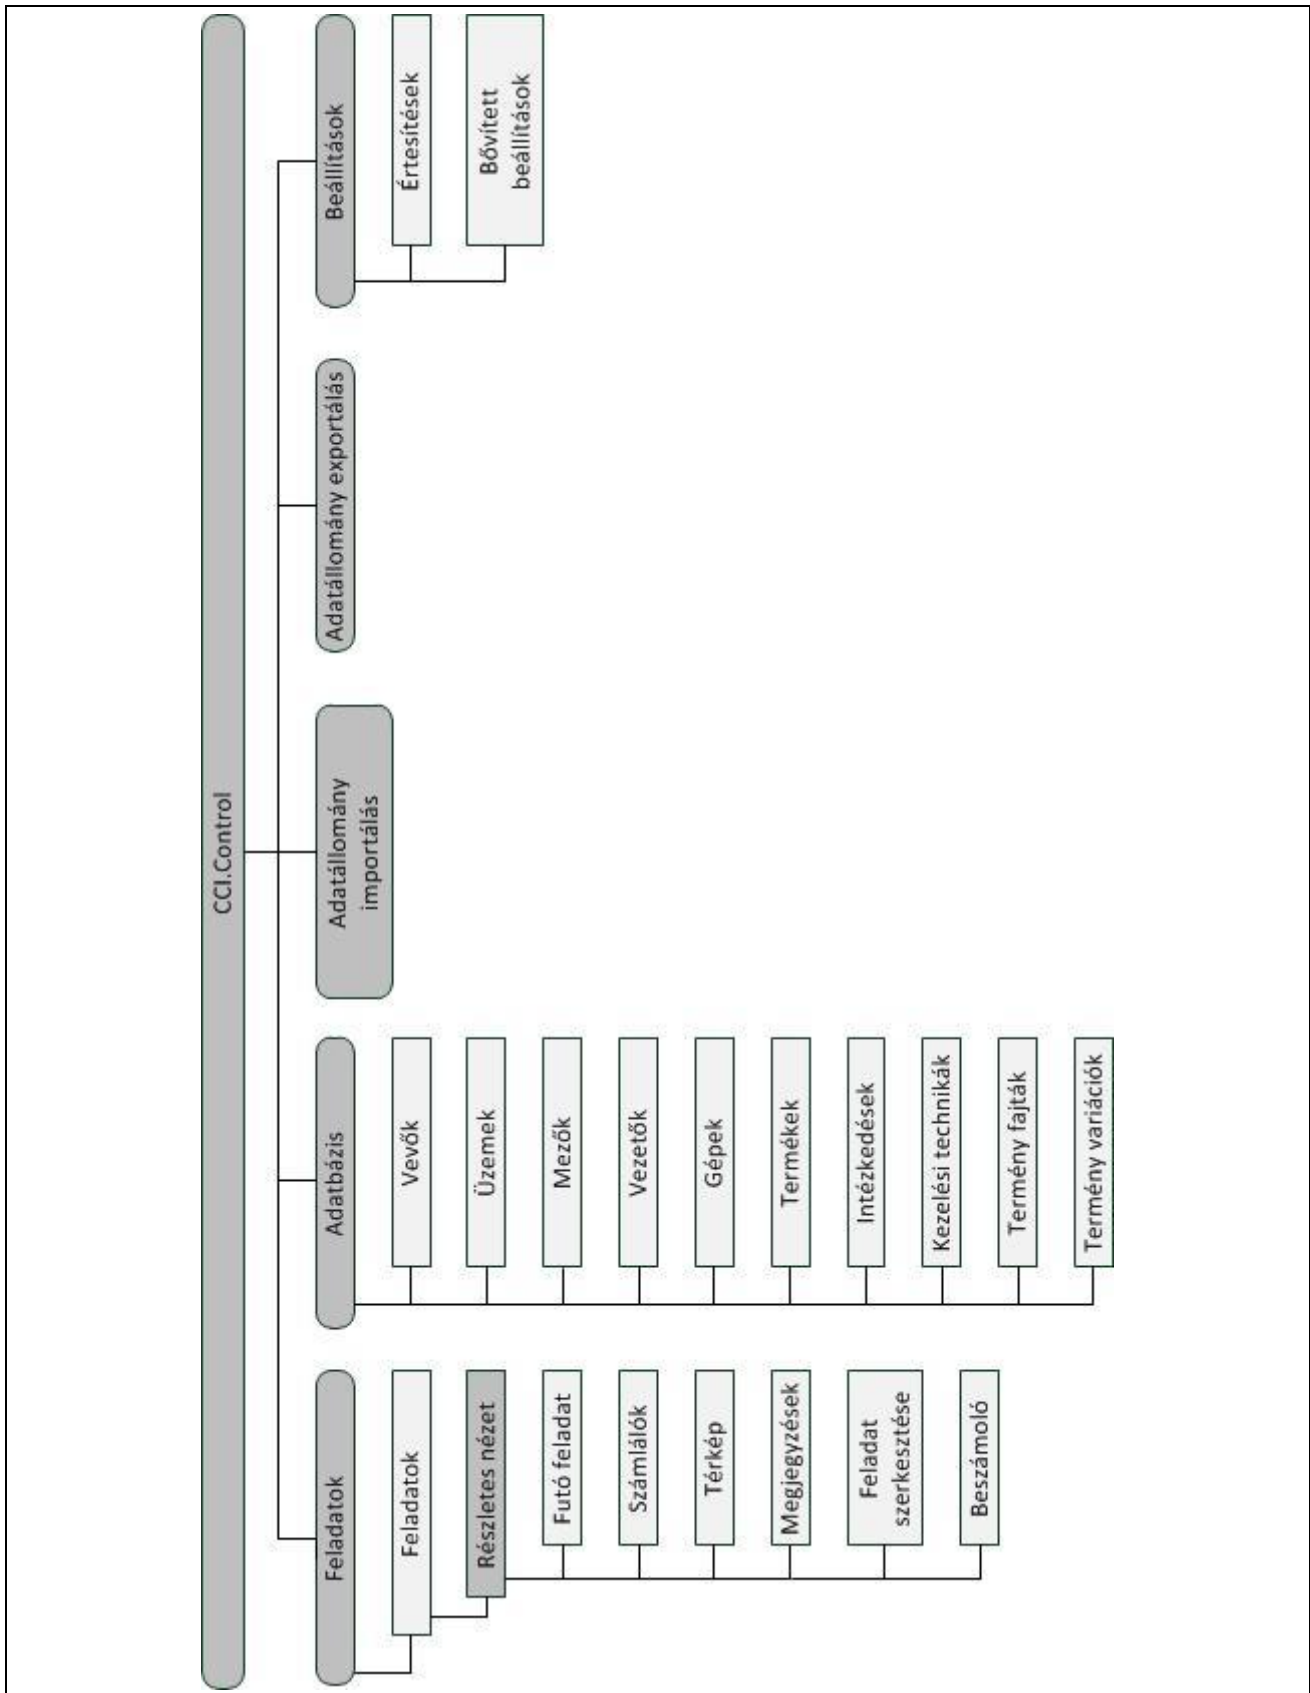 CCI.Control
Feladatok
Feladatok
Részletes nézet
Futó feladat
Számlálók
Térkép
Megjegyzések
Feladat
szerkesztése
Beszámoló
Adatbázis
Vevők
Üzemek
Mezők
Vezetők
Gépek
Termékek
Intézkedések
Kezelési technikák
Termény fajták
Termény variációk
Adatállomány
importálás
Adatállomány exportálás
Beállítások
Értesítések
Bővített
beállítások